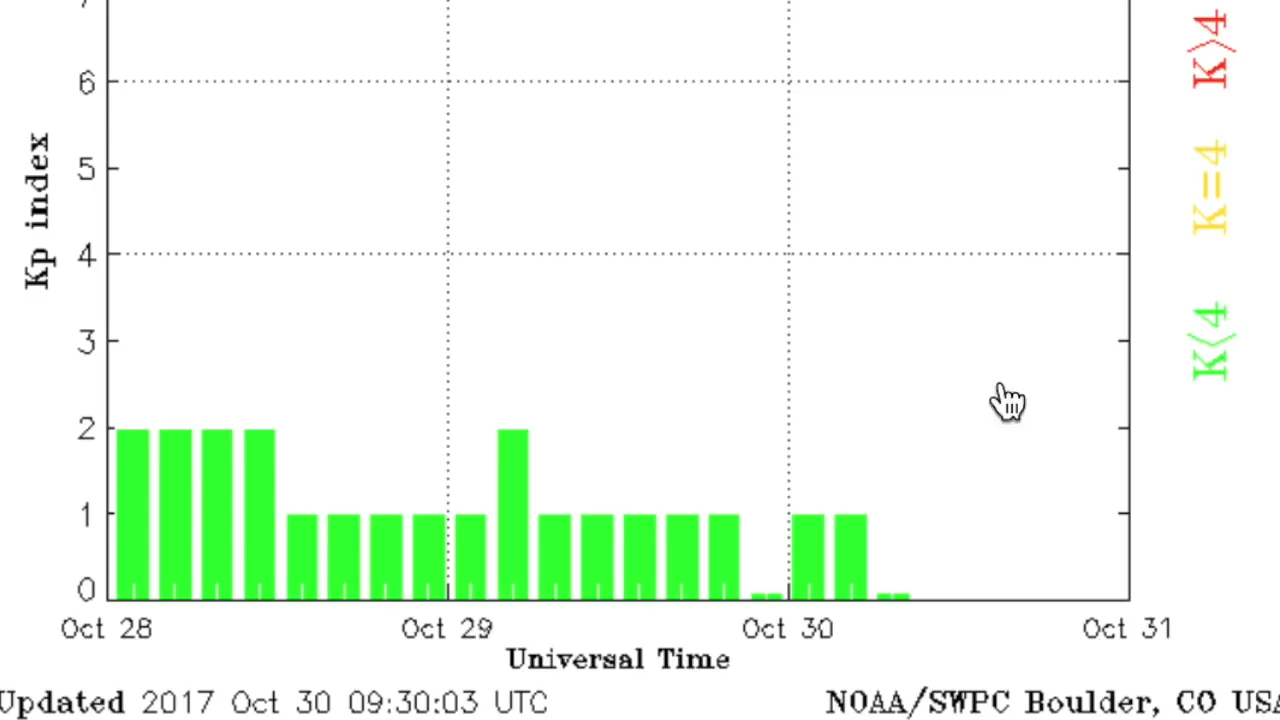 7
6
5
4
3
2
1
0
Kp index
Oct 28
Oct 29
Oct 30
Oct 31
Universal Time
Updated 2017 Oct 30 09:30:03 UTC
NOAA/SWPC Boulder, CO USA
K>4
K=4
K<4